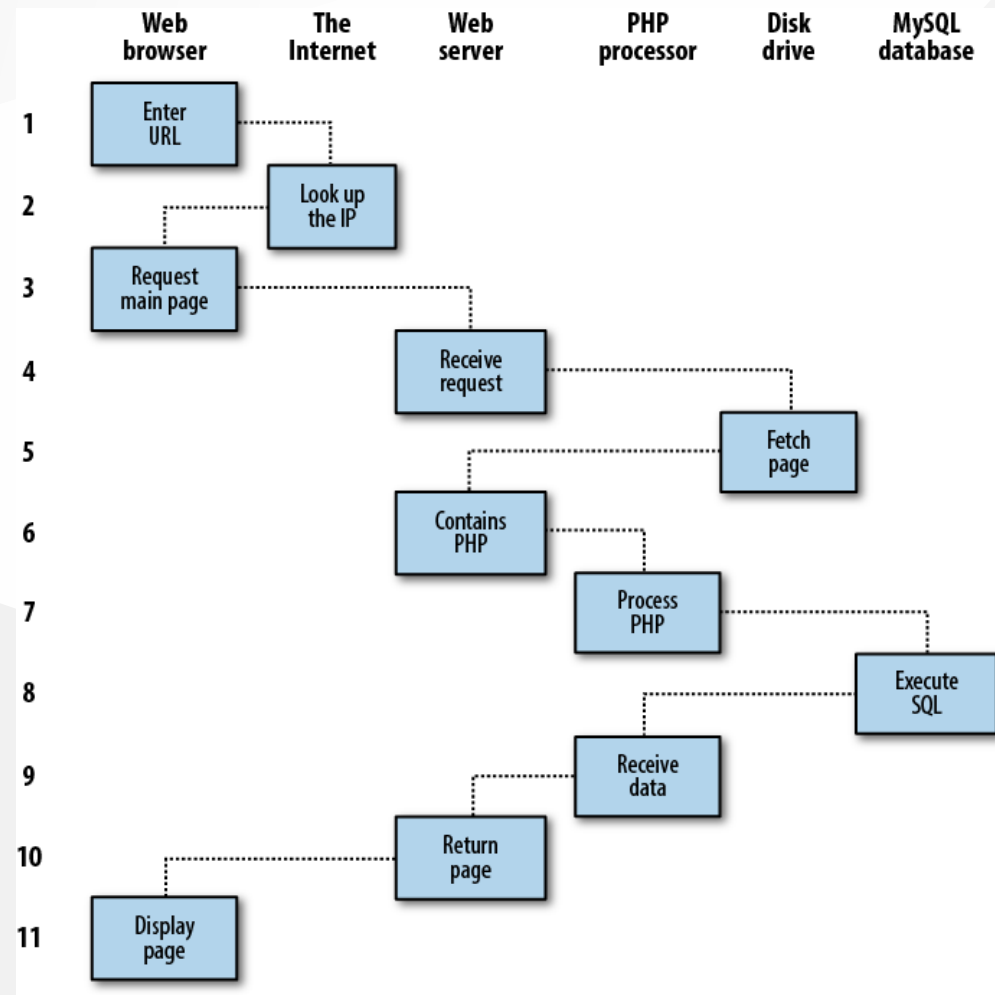 Web
browser
The
Internet
Web
server
PHP
processor
Disk
drive
MySQL
database
1
Enter
URL
2
Look up
the IP
3
Request
main page
4
Receive
request
5
Fetch
page
6
Contains
PHP
7
Process
PHP
8
Execute
SQL
9
Receive
data
10
Return
page
11
Display
page